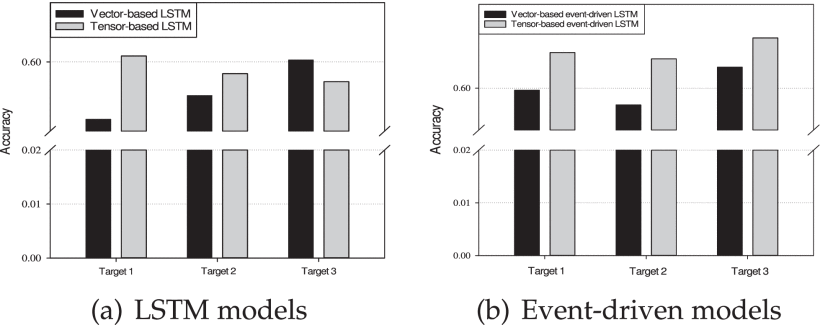 Vector-based LSTM
Tensor-based LSTM
0.60
Accuracy
0.02
0.01
0.00
Target 1 Target 2 Target 3
(a) LSTM models
Vector-based event-driven LSTM
Tensor-based event-driven LSTM
0.60
Accuracy
0.02
0.01
0.00
Target 1 Target 2 Target 3
(b) Event-driven models